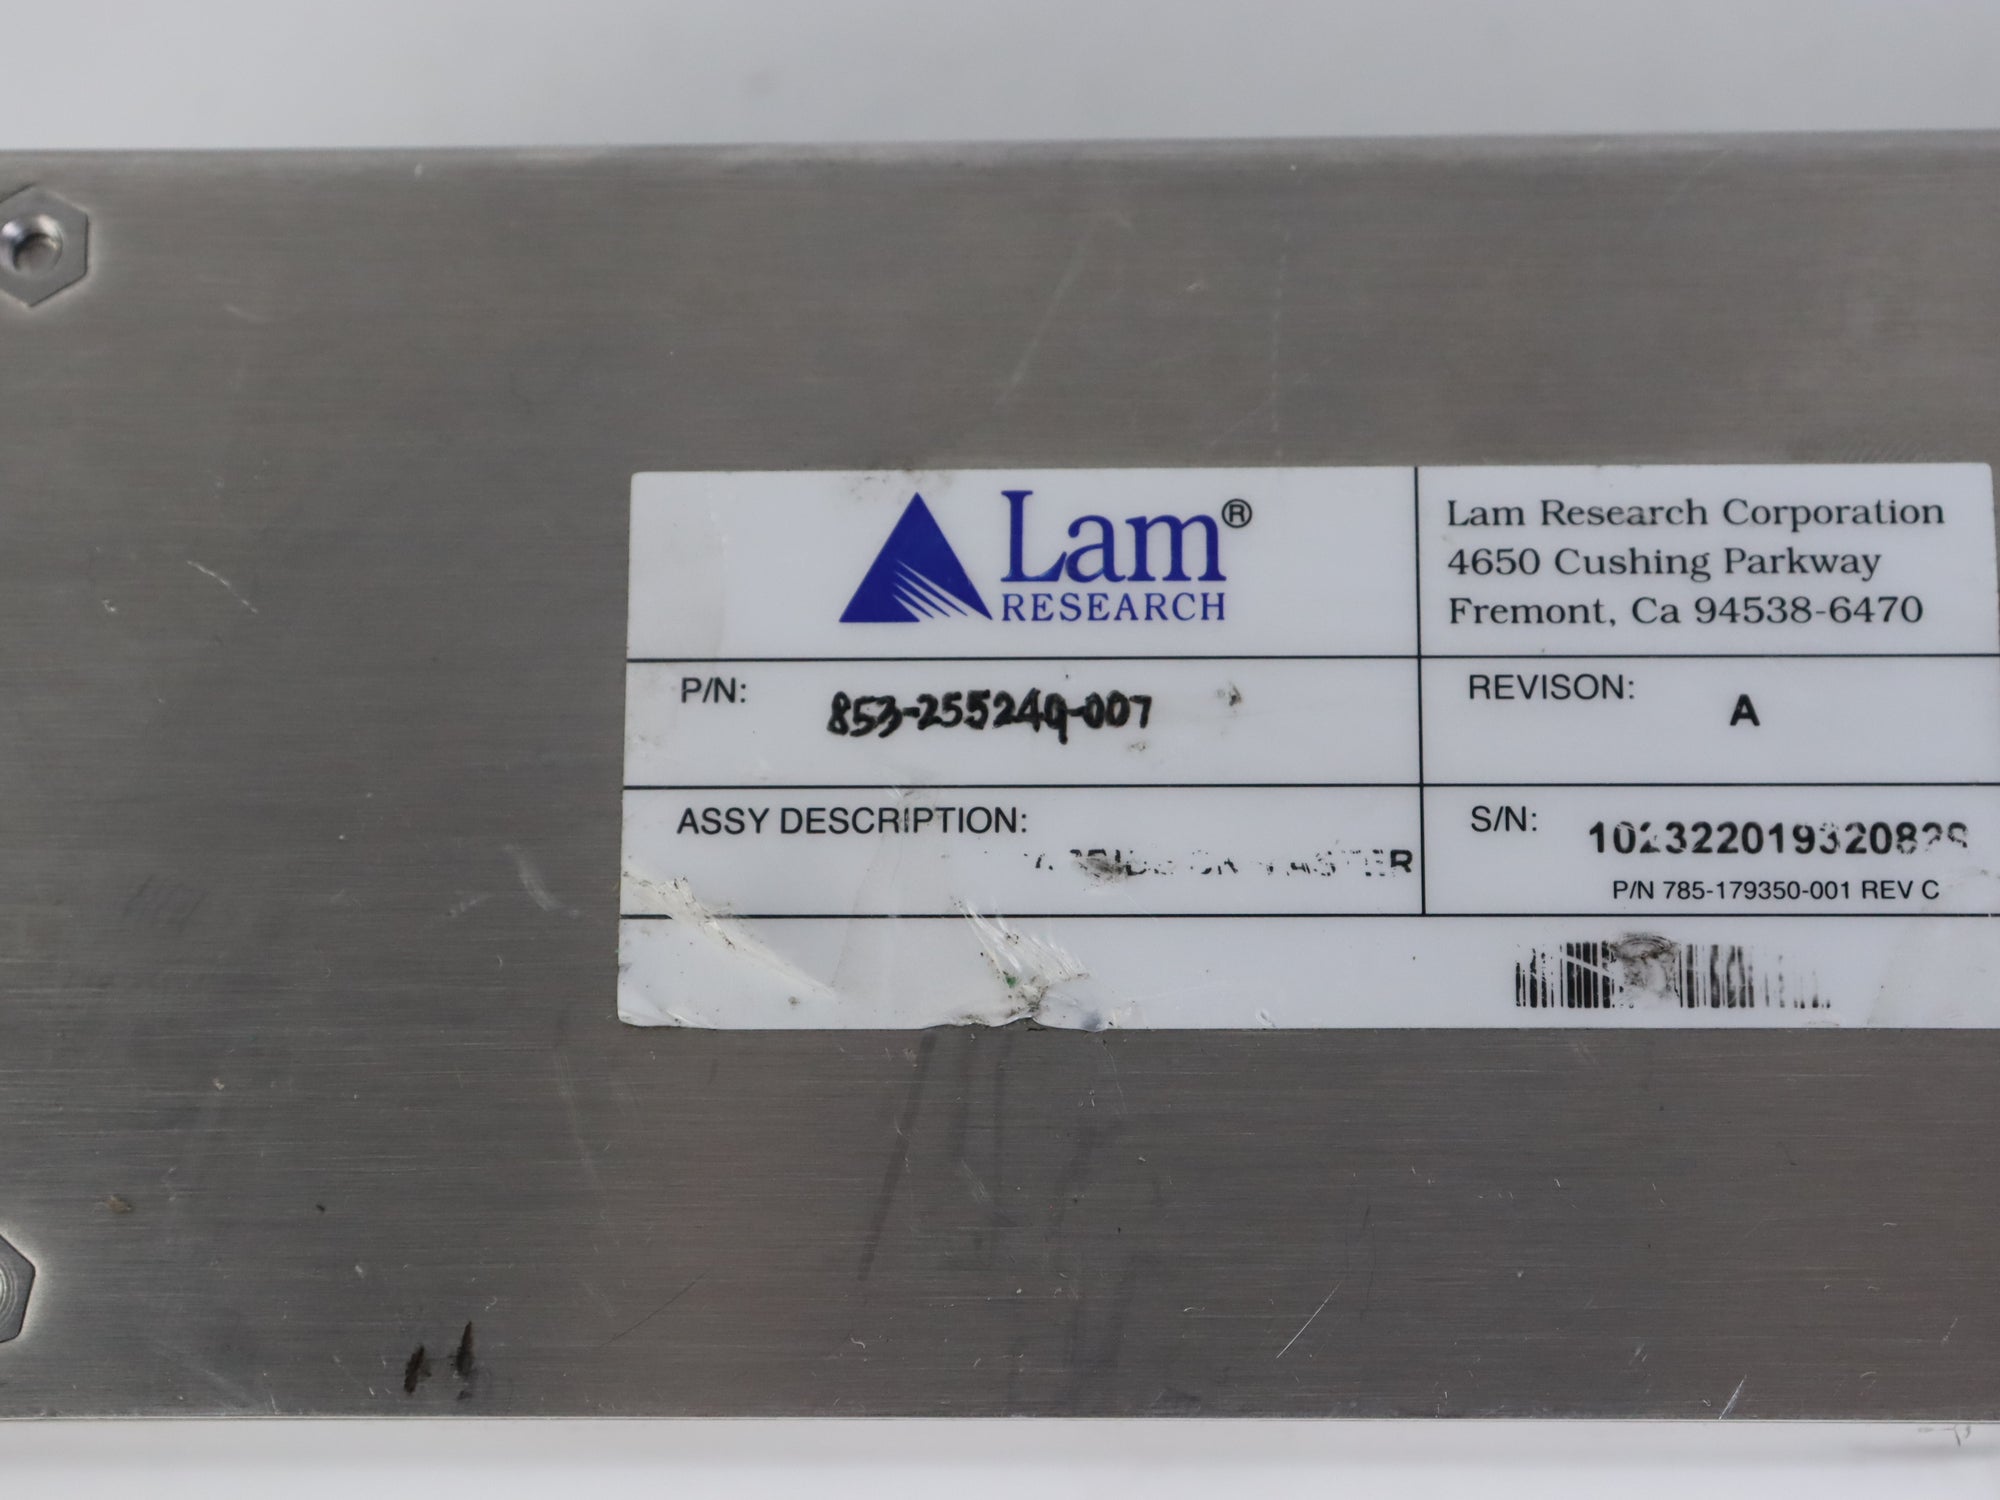 Lam®
RESEARCH
Lam Research Corporation
4650 Cushing Parkway
Fremont, Ca 94538-6470
P/N: 853-255249-007
REVISON: A
ASSY DESCRIPTION:
S/N:
P/N 785-179350-001 REV C